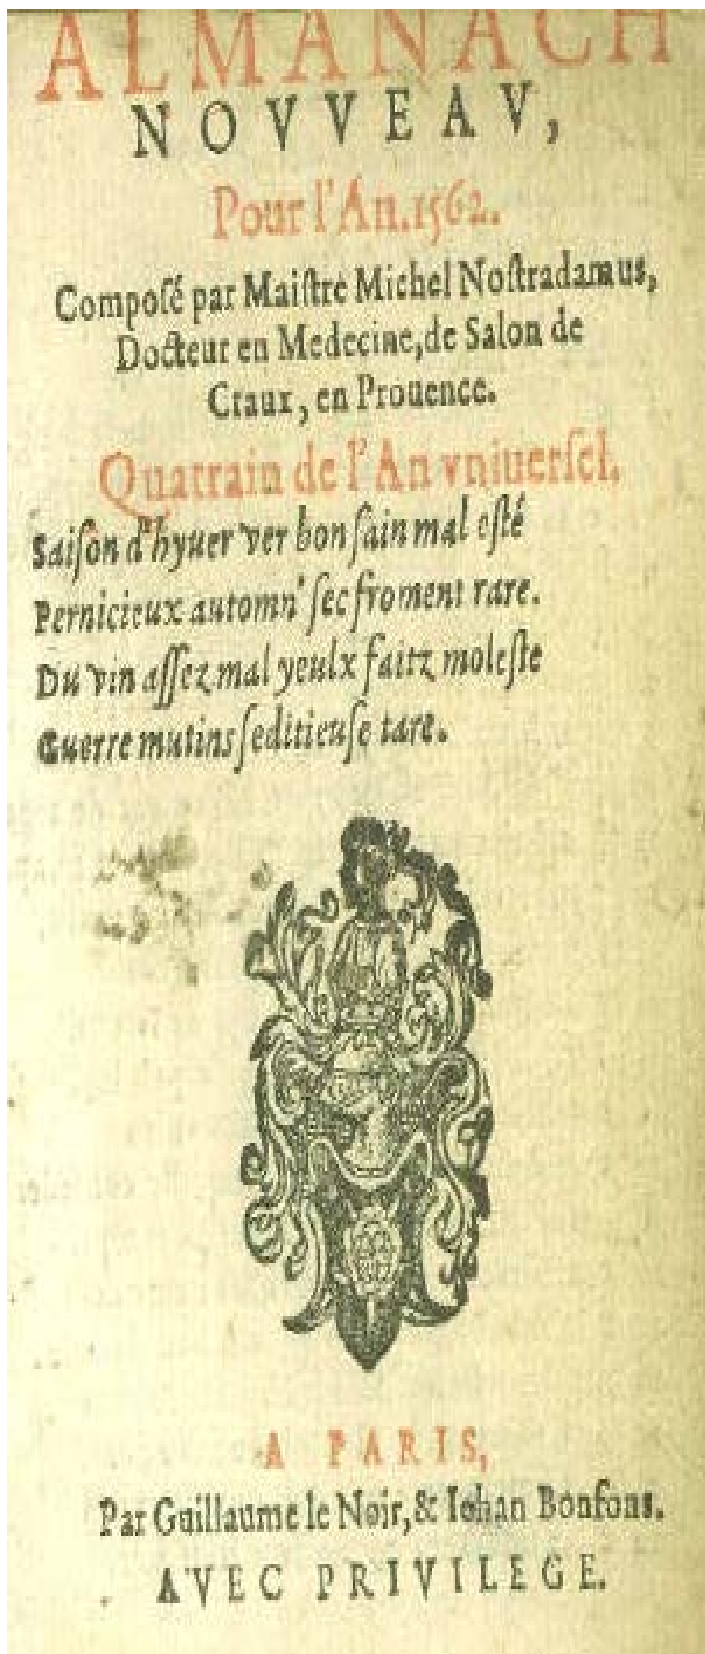 ALMANACH
NOVVEAV,
Pour l'An.1562.
Compoſé par Maiſtre Michel Noſtradamus,
Docteur en Medecine, de Salon de
Craux, en Prouence.
Quatrain de l'An vniuerſel.
Saiſon d'hyuer ver bon ſain mal eſté
Pernicieux automn' ſec froment rare.
Du vin aſſez mal yeulx faitz moleſte
Guerre mutins ſeditieuſe tare.
A PARIS,
Par Guillaume le Noir, & Iehan Bonfons.
AVEC PRIVILEGE.